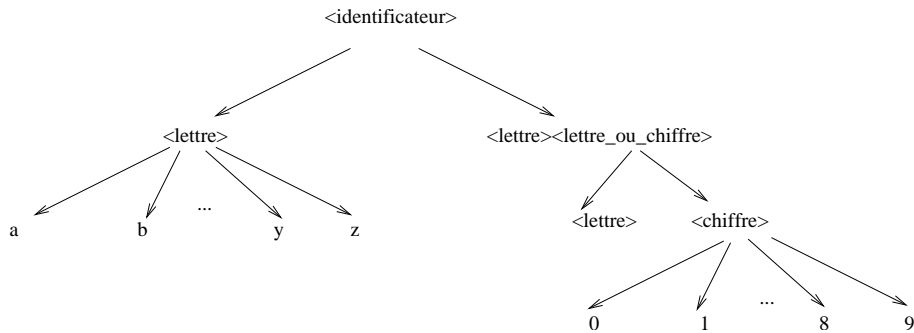 <identificateur>
<lettre> <lettre><lettre_ou_chiffre>
a b ... y z <lettre> <chiffre>
0 1 ... 8 9